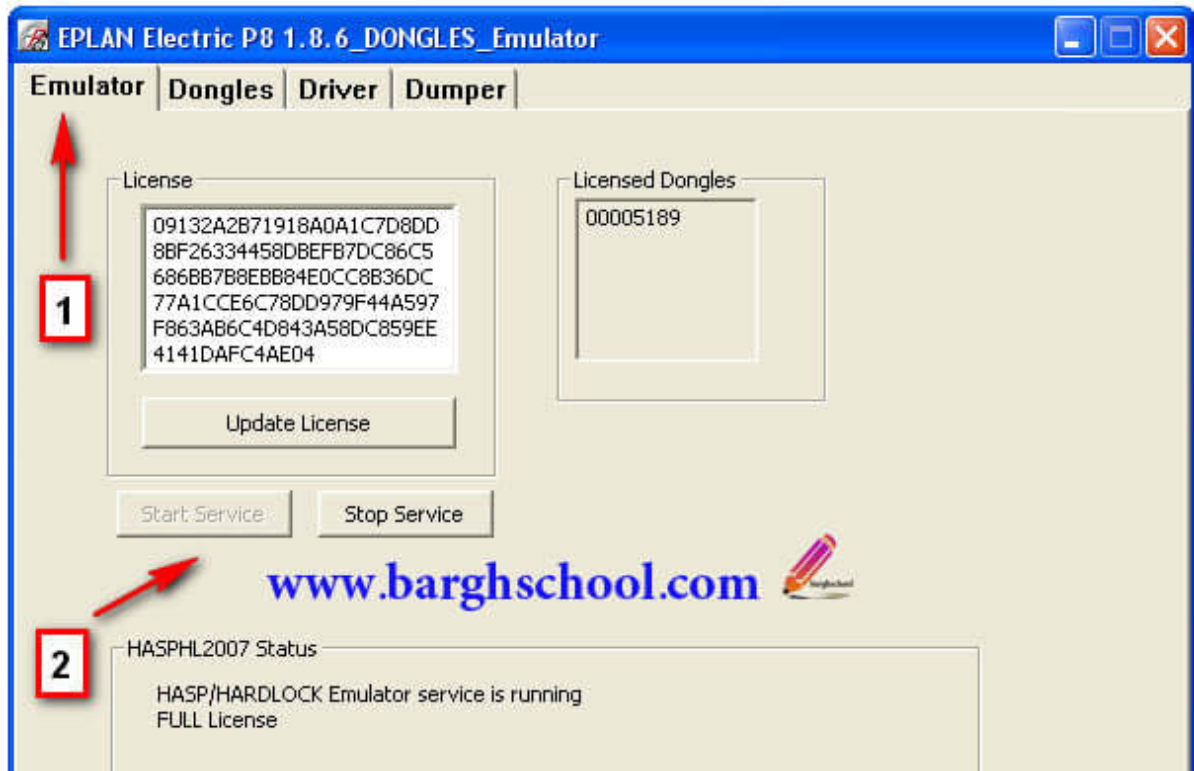 EPLAN Electric P8 1.8.6_DONGLES_Emulator
Emulator Dongles Driver Dumper
License
09132A2B71918A0A1C7D8DD
8BF26334458DBEFB7DC86C5
686BB7B8EBB84E0CC8B36DC
77A1CCE6C78DD979F44A597
F863AB6C4D843A58DC859EE
4141DAFC4AE04
Update License
Licensed Dongles
00005189
1
Start Service Stop Service
www.barghschool.com
2
HASPHL2007 Status
HASP/HARDLOCK Emulator service is running
FULL License